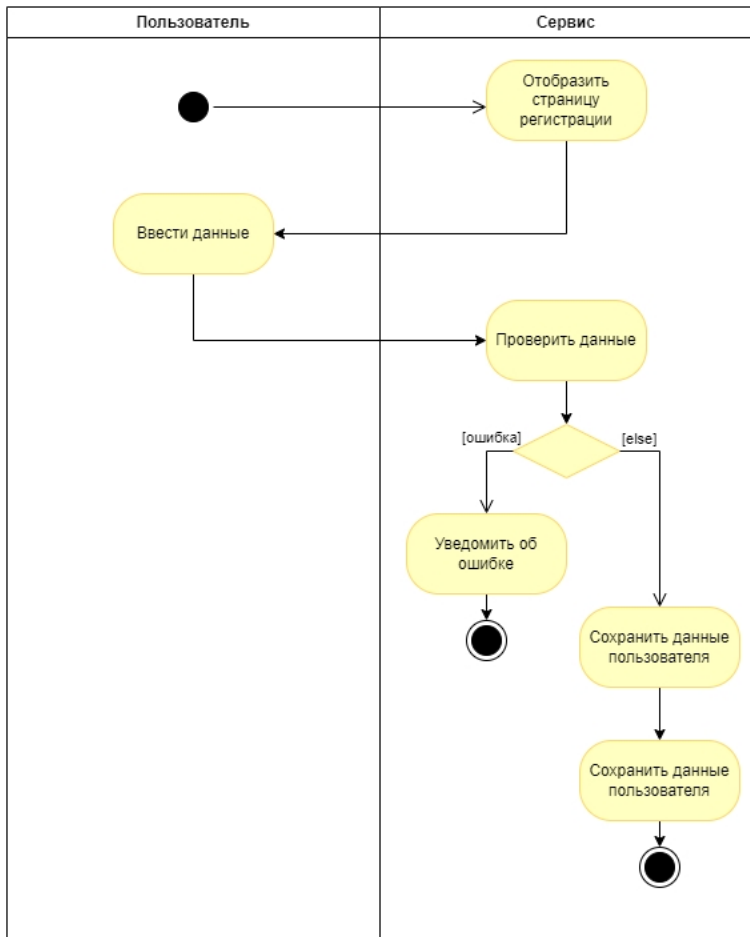 Пользователь
Сервис
Отобразить
страницу
регистрации
Ввести данные
Проверить данные
[ошибка]
[else]
Уведомить об
ошибке
Сохранить данные
пользователя
Сохранить данные
пользователя